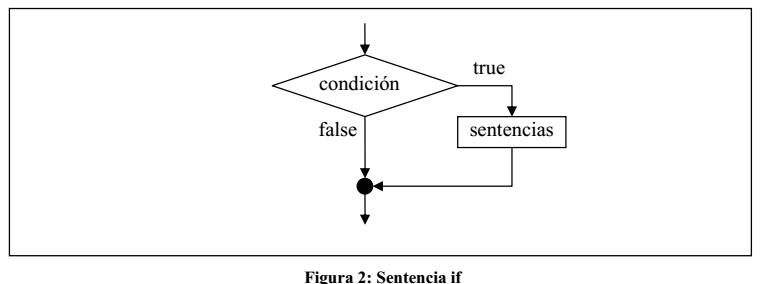 condición
true
false
sentencias
Figura 2: Sentencia if